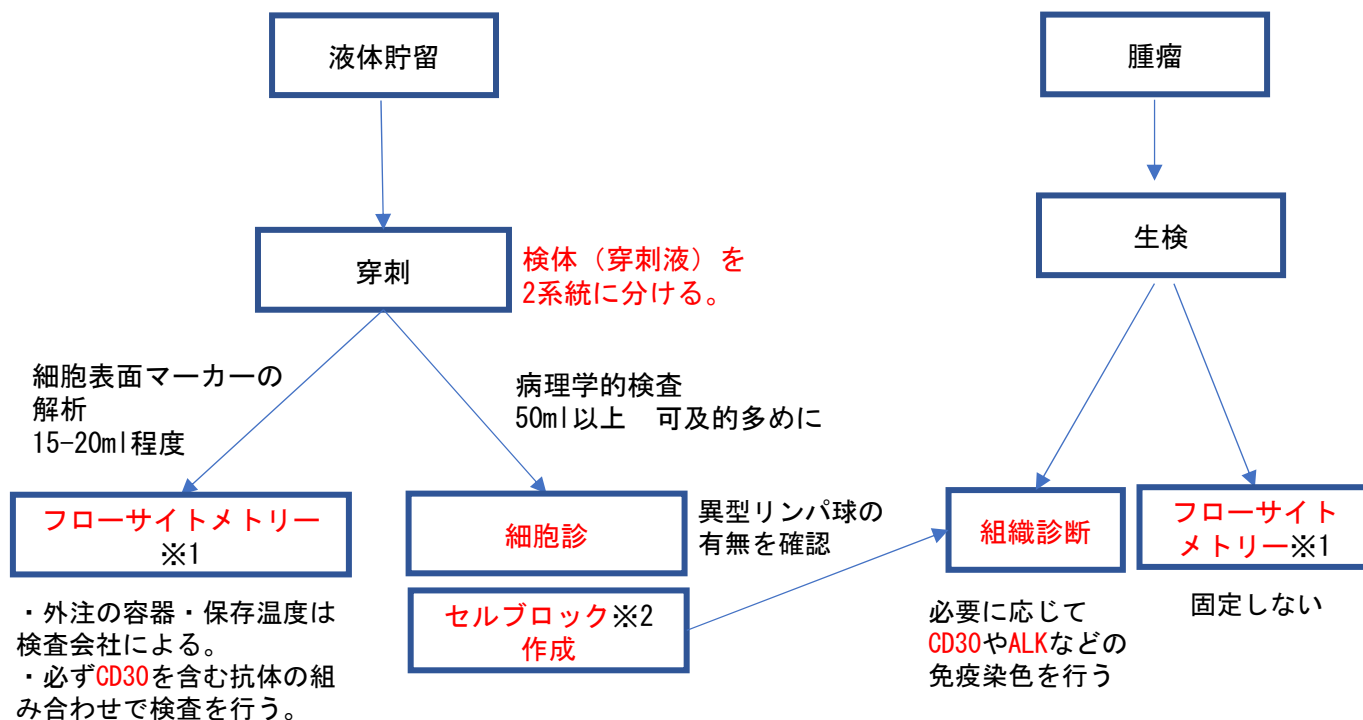 液体貯留
腫瘤
穿刺
検体（穿刺液）を
2系統に分ける。
生検
細胞表面マーカーの
解析
15-20ml程度
病理学的検査
50ml以上　可及的多めに
フローサイトメトリー
※1
細胞診
異型リンパ球の
有無を確認
組織診断
フローサイト
メトリー※1
・外注の容器・保存温度は
検査会社による。
・必ずCD30を含む抗体の組
み合わせで検査を行う。
セルブロック※2
作成
必要に応じて
CD30やALKなどの
免疫染色を行う
固定しない